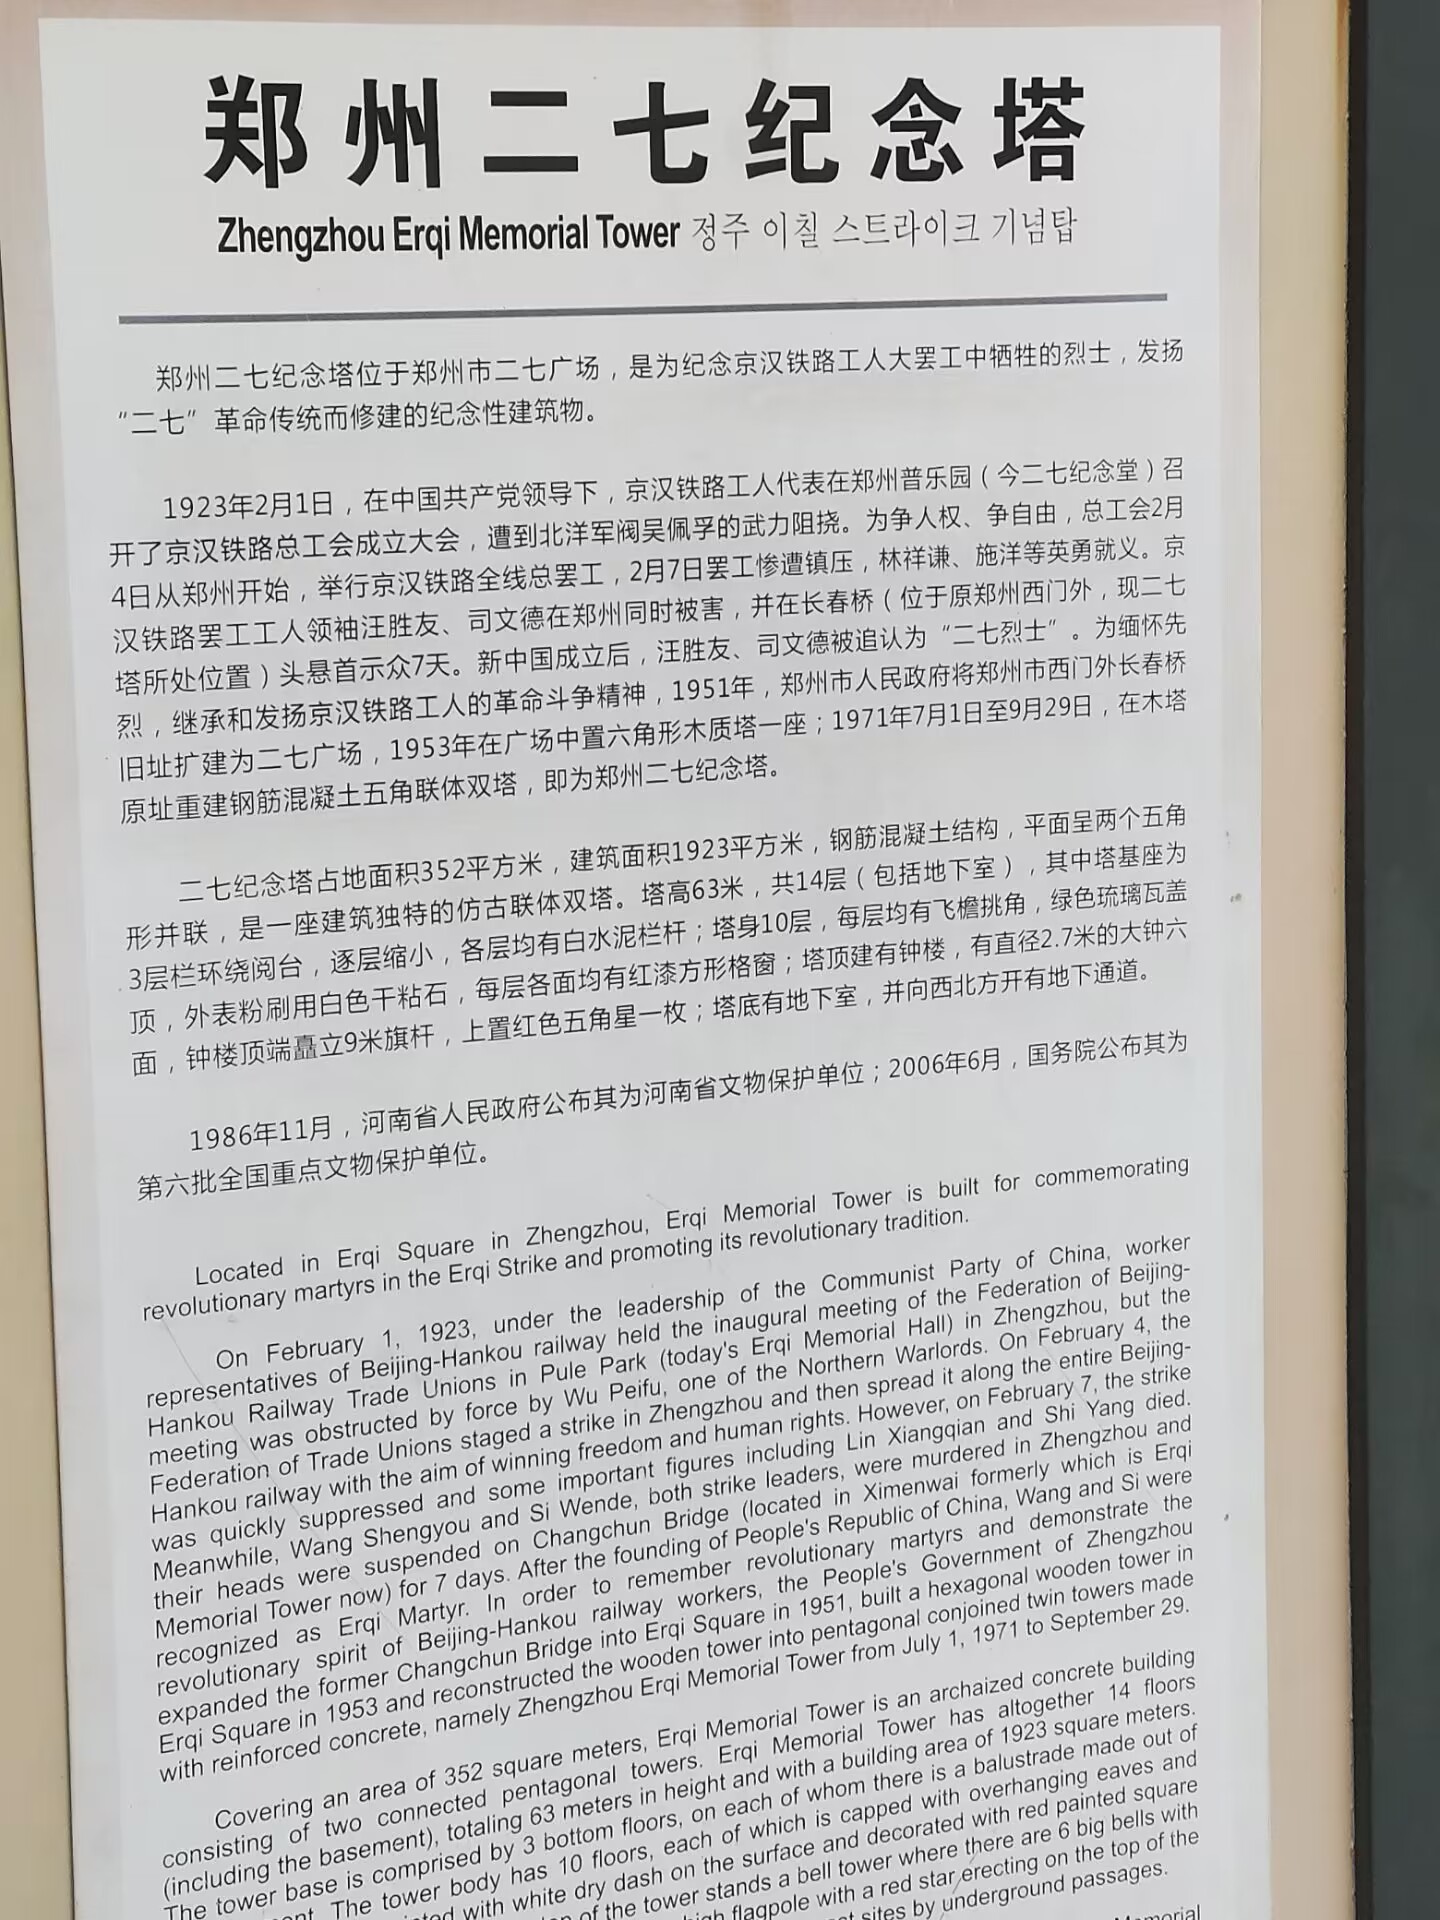 郑州二七纪念塔
Zhengzhou Erqi Memorial Tower 정주 이칠 스트라이크 기념탑
郑州二七纪念塔位于郑州市二七广场，是为纪念京汉铁路工人大罢工中牺牲的烈士，发扬
“二七”革命传统而修建的纪念性建筑物。
1923年2月1日，在中国共产党领导下，京汉铁路工人代表在郑州普乐园（今二七纪念堂）召
开了京汉铁路总工会成立大会，遭到北洋军阀吴佩孚的武力阻挠。为争人权、争自由，总工会2月
4日从郑州开始，举行京汉铁路全线总罢工，2月7日罢工惨遭镇压，林祥谦、施洋等英勇就义。京
汉铁路罢工工人领袖汪胜友、司文德在郑州同时被害，并在长春桥（位于原郑州西门外，现二七
塔所处位置）头悬首示众7天。新中国成立后，汪胜友、司文德被追认为“二七烈士”。为缅怀先
烈，继承和发扬京汉铁路工人的革命斗争精神，1951年，郑州市人民政府将郑州市西门外长春桥
旧址扩建为二七广场，1953年在广场中置六角形木质塔一座；1971年7月1日至9月29日，在木塔
原址重建钢筋混凝土五角联体双塔，即为郑州二七纪念塔。
二七纪念塔占地面积352平方米，建筑面积1923平方米，钢筋混凝土结构，平面呈两个五角
形并联，是一座建筑独特的仿古联体双塔。塔高63米，共14层（包括地下室），其中塔基座为
3层栏环绕阅台，逐层缩小，各层均有白水泥栏杆；塔身10层，每层均有飞檐挑角，绿色琉璃瓦盖
顶，外表粉刷用白色干粘石，每层各面均有红漆方形格窗；塔顶建有钟楼，有直径2.7米的大钟六
面，钟楼顶端矗立9米旗杆，上置红色五角星一枚；塔底有地下室，并向西北方开有地下通道。
1986年11月，河南省人民政府公布其为河南省文物保护单位；2006年6月，国务院公布其为
第六批全国重点文物保护单位。
Located in Erqi Square in Zhengzhou, Erqi Memorial Tower is built for commemorating
revolutionary martyrs in the Erqi Strike and promoting its revolutionary tradition.
On February 1, 1923, under the leadership of the Communist Party of China, worker
representatives of Beijing-Hankou railway held the inaugural meeting of the Federation of Beijing-
Hankou Railway Trade Unions in Pule Park (today's Erqi Memorial Hall) in Zhengzhou, but the
meeting was obstructed by force by Wu Peifu, one of the Northern Warlords. On February 4, the
Federation of Trade Unions staged a strike in Zhengzhou and then spread it along the entire Beijing-
Hankou railway with the aim of winning freedom and human rights. However, on February 7, the strike
was quickly suppressed and some important figures including Lin Xiangqian and Shi Yang died.
Meanwhile, Wang Shengyou and Si Wende, both strike leaders, were murdered in Zhengzhou and
their heads were suspended on Changchun Bridge (located in Ximenwai formerly which is Erqi
Memorial Tower now) for 7 days. After the founding of People's Republic of China, Wang and Si were
recognized as Erqi Martyr. In order to remember revolutionary martyrs and demonstrate the
revolutionary spirit of Beijing-Hankou railway workers, the People's Government of Zhengzhou
expanded the former Changchun Bridge into Erqi Square in 1951, built a hexagonal wooden tower in
Erqi Square in 1953 and reconstructed the wooden tower into pentagonal conjoined twin towers made
with reinforced concrete, namely Zhengzhou Erqi Memorial Tower from July 1, 1971 to September 29.
Covering an area of 352 square meters, Erqi Memorial Tower is an archaized concrete building
consisting of two connected pentagonal towers. Erqi Memorial Tower has altogether 14 floors
(including the basement), totaling 63 meters in height and with a building area of 1923 square meters.
The tower base is comprised by 3 bottom floors, on each of whom there is a balustrade made out of
The tower body has 10 floors, each of which is capped with overhanging eaves and
with white dry dash on the surface and decorated with red painted square
of the tower stands a bell tower where there are 6 big bells with
flagpole with a red star erecting on the top of the
sites by underground passages.
Memorial